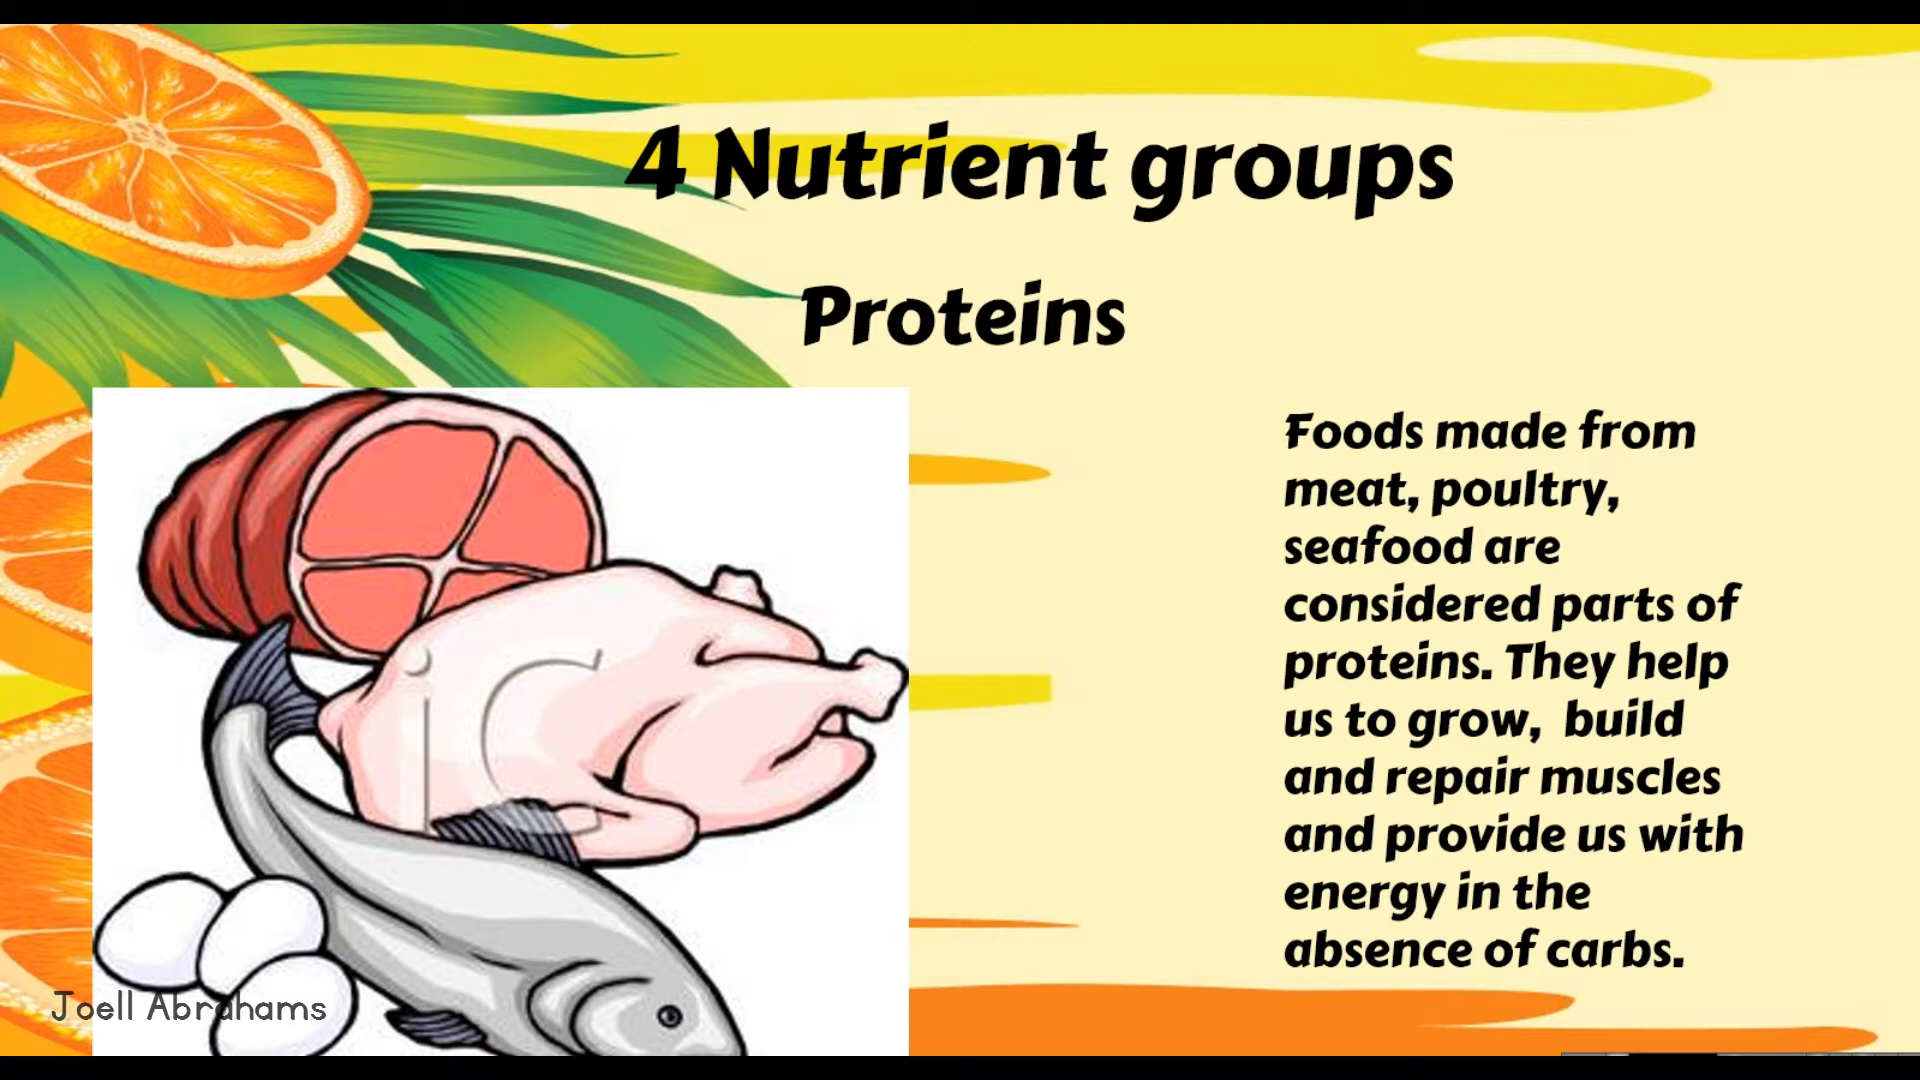 4 Nutrient groups
Proteins
Foods made from
meat, poultry,
seafood are
considered parts of
proteins. They help
us to grow,  build
and repair muscles
and provide us with
energy in the
absence of carbs.
Joell Abrahams